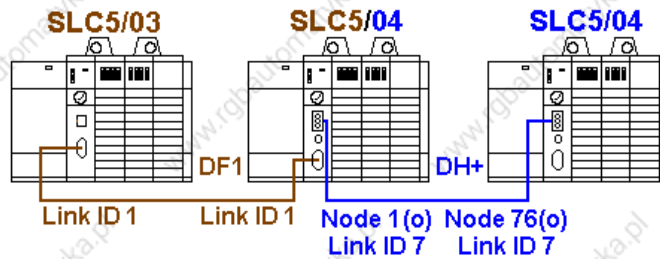 SLC5/03
SLC5/04
SLC5/04
DF1
DH+
Link ID 1
Link ID 1
Node 1(o)
Link ID 7
Node 76(o)
Link ID 7